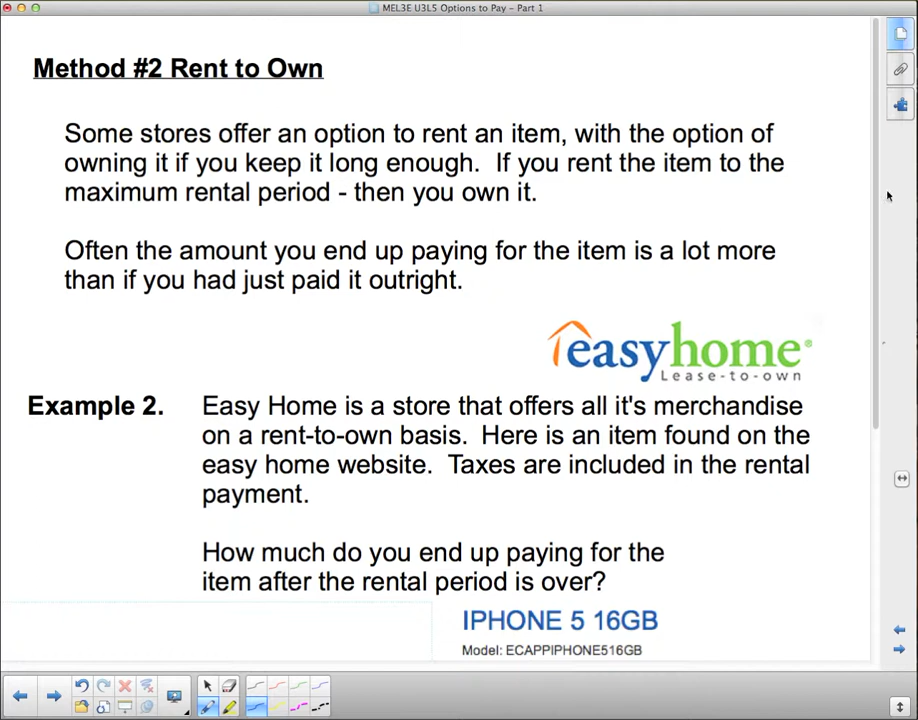 MEL3E U3L5 Options to Pay - Part 1
Method #2 Rent to Own
Some stores offer an option to rent an item, with the option of
owning it if you keep it long enough.  If you rent the item to the
maximum rental period - then you own it.
Often the amount you end up paying for the item is a lot more
than if you had just paid it outright.
easyhome®
Lease-to-own
Example 2. Easy Home is a store that offers all it's merchandise
on a rent-to-own basis.  Here is an item found on the
easy home website.  Taxes are included in the rental
payment.
How much do you end up paying for the
item after the rental period is over?
IPHONE 5 16GB
Model: ECAPPIPHONE516GB